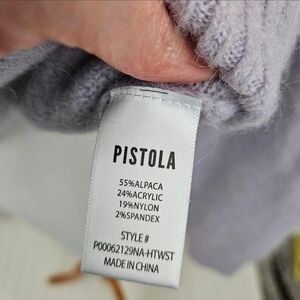 PISTOLA
55%ALPACA
24%ACRYLIC
19%NYLON
2%SPANDEX
STYLE #
P00062129NA-HTWST
MADE IN CHINA